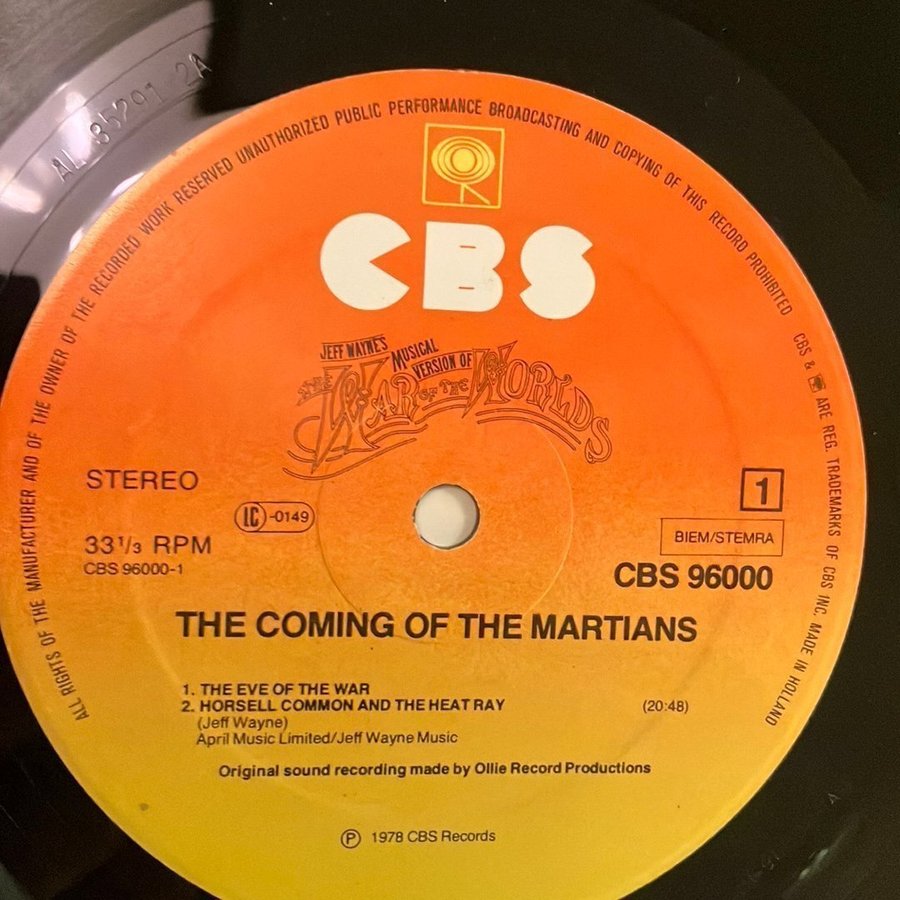 AL 85291 2A
ALL RIGHTS OF THE MANUFACTURER AND OF THE OWNER OF THE RECORDED WORK RESERVED UNAUTHORIZED PUBLIC PERFORMANCE BROADCASTING AND COPYING OF THIS RECORD PROHIBITED
CBS & ARE REG. TRADEMARKS OF CBS INC. MADE IN HOLLAND
CBS
JEFF WAYNE'S
MUSICAL
VERSION OF
THE WAR OF THE WORLDS
STEREO
1
LC-0149
BIEM/STEMRA
33 1/3 RPM
CBS 96000-1
CBS 96000
THE COMING OF THE MARTIANS
1. THE EVE OF THE WAR
2. HORSELL COMMON AND THE HEAT RAY (20:48)
(Jeff Wayne)
April Music Limited/Jeff Wayne Music
Original sound recording made by Ollie Record Productions
Ⓟ 1978 CBS Records